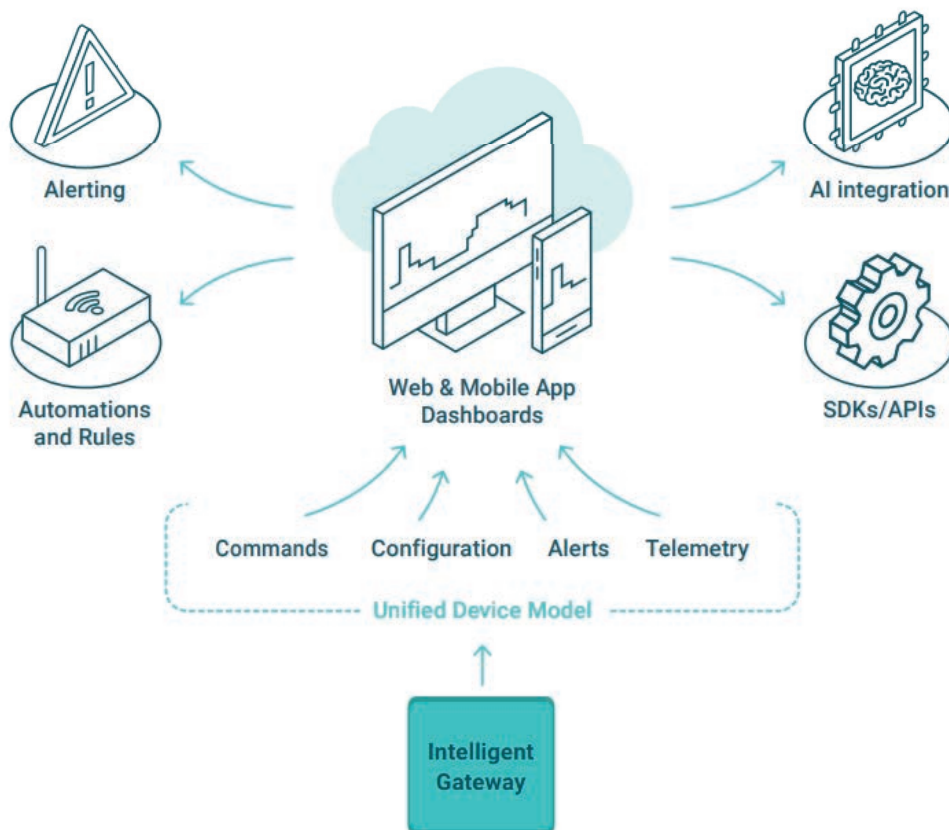 Alerting
AI integration
Automations
and Rules
Web & Mobile App
Dashboards
SDKs/APIs
Commands
Configuration
Alerts
Telemetry
Unified Device Model
Intelligent
Gateway